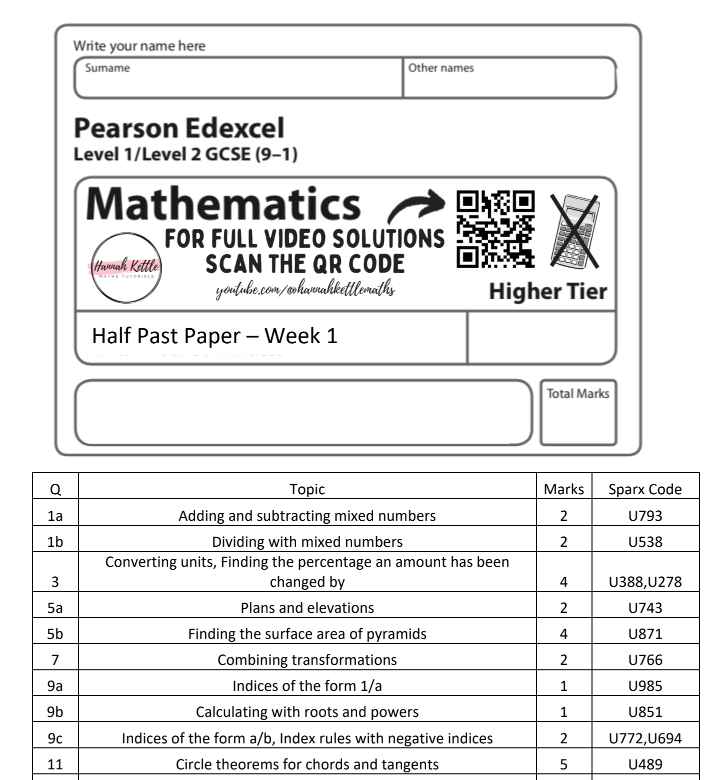 Write your name here
Surname
Other names
Pearson Edexcel
Level 1/Level 2 GCSE (9–1)
Mathematics
FOR FULL VIDEO SOLUTIONS
SCAN THE QR CODE
Hannah Kettle
MATHS TUTORIALS
youtube.com/@hannahkettlemaths
Higher Tier
Half Past Paper – Week 1
Total Marks
Q Topic Marks Sparx Code
1a Adding and subtracting mixed numbers 2 U793
1b Dividing with mixed numbers 2 U538
Converting units, Finding the percentage an amount has been
3 changed by 4 U388,U278
5a Plans and elevations 2 U743
5b Finding the surface area of pyramids 4 U871
7 Combining transformations 2 U766
9a Indices of the form 1/a 1 U985
9b Calculating with roots and powers 1 U851
9c Indices of the form a/b, Index rules with negative indices 2 U772,U694
11 Circle theorems for chords and tangents 5 U489